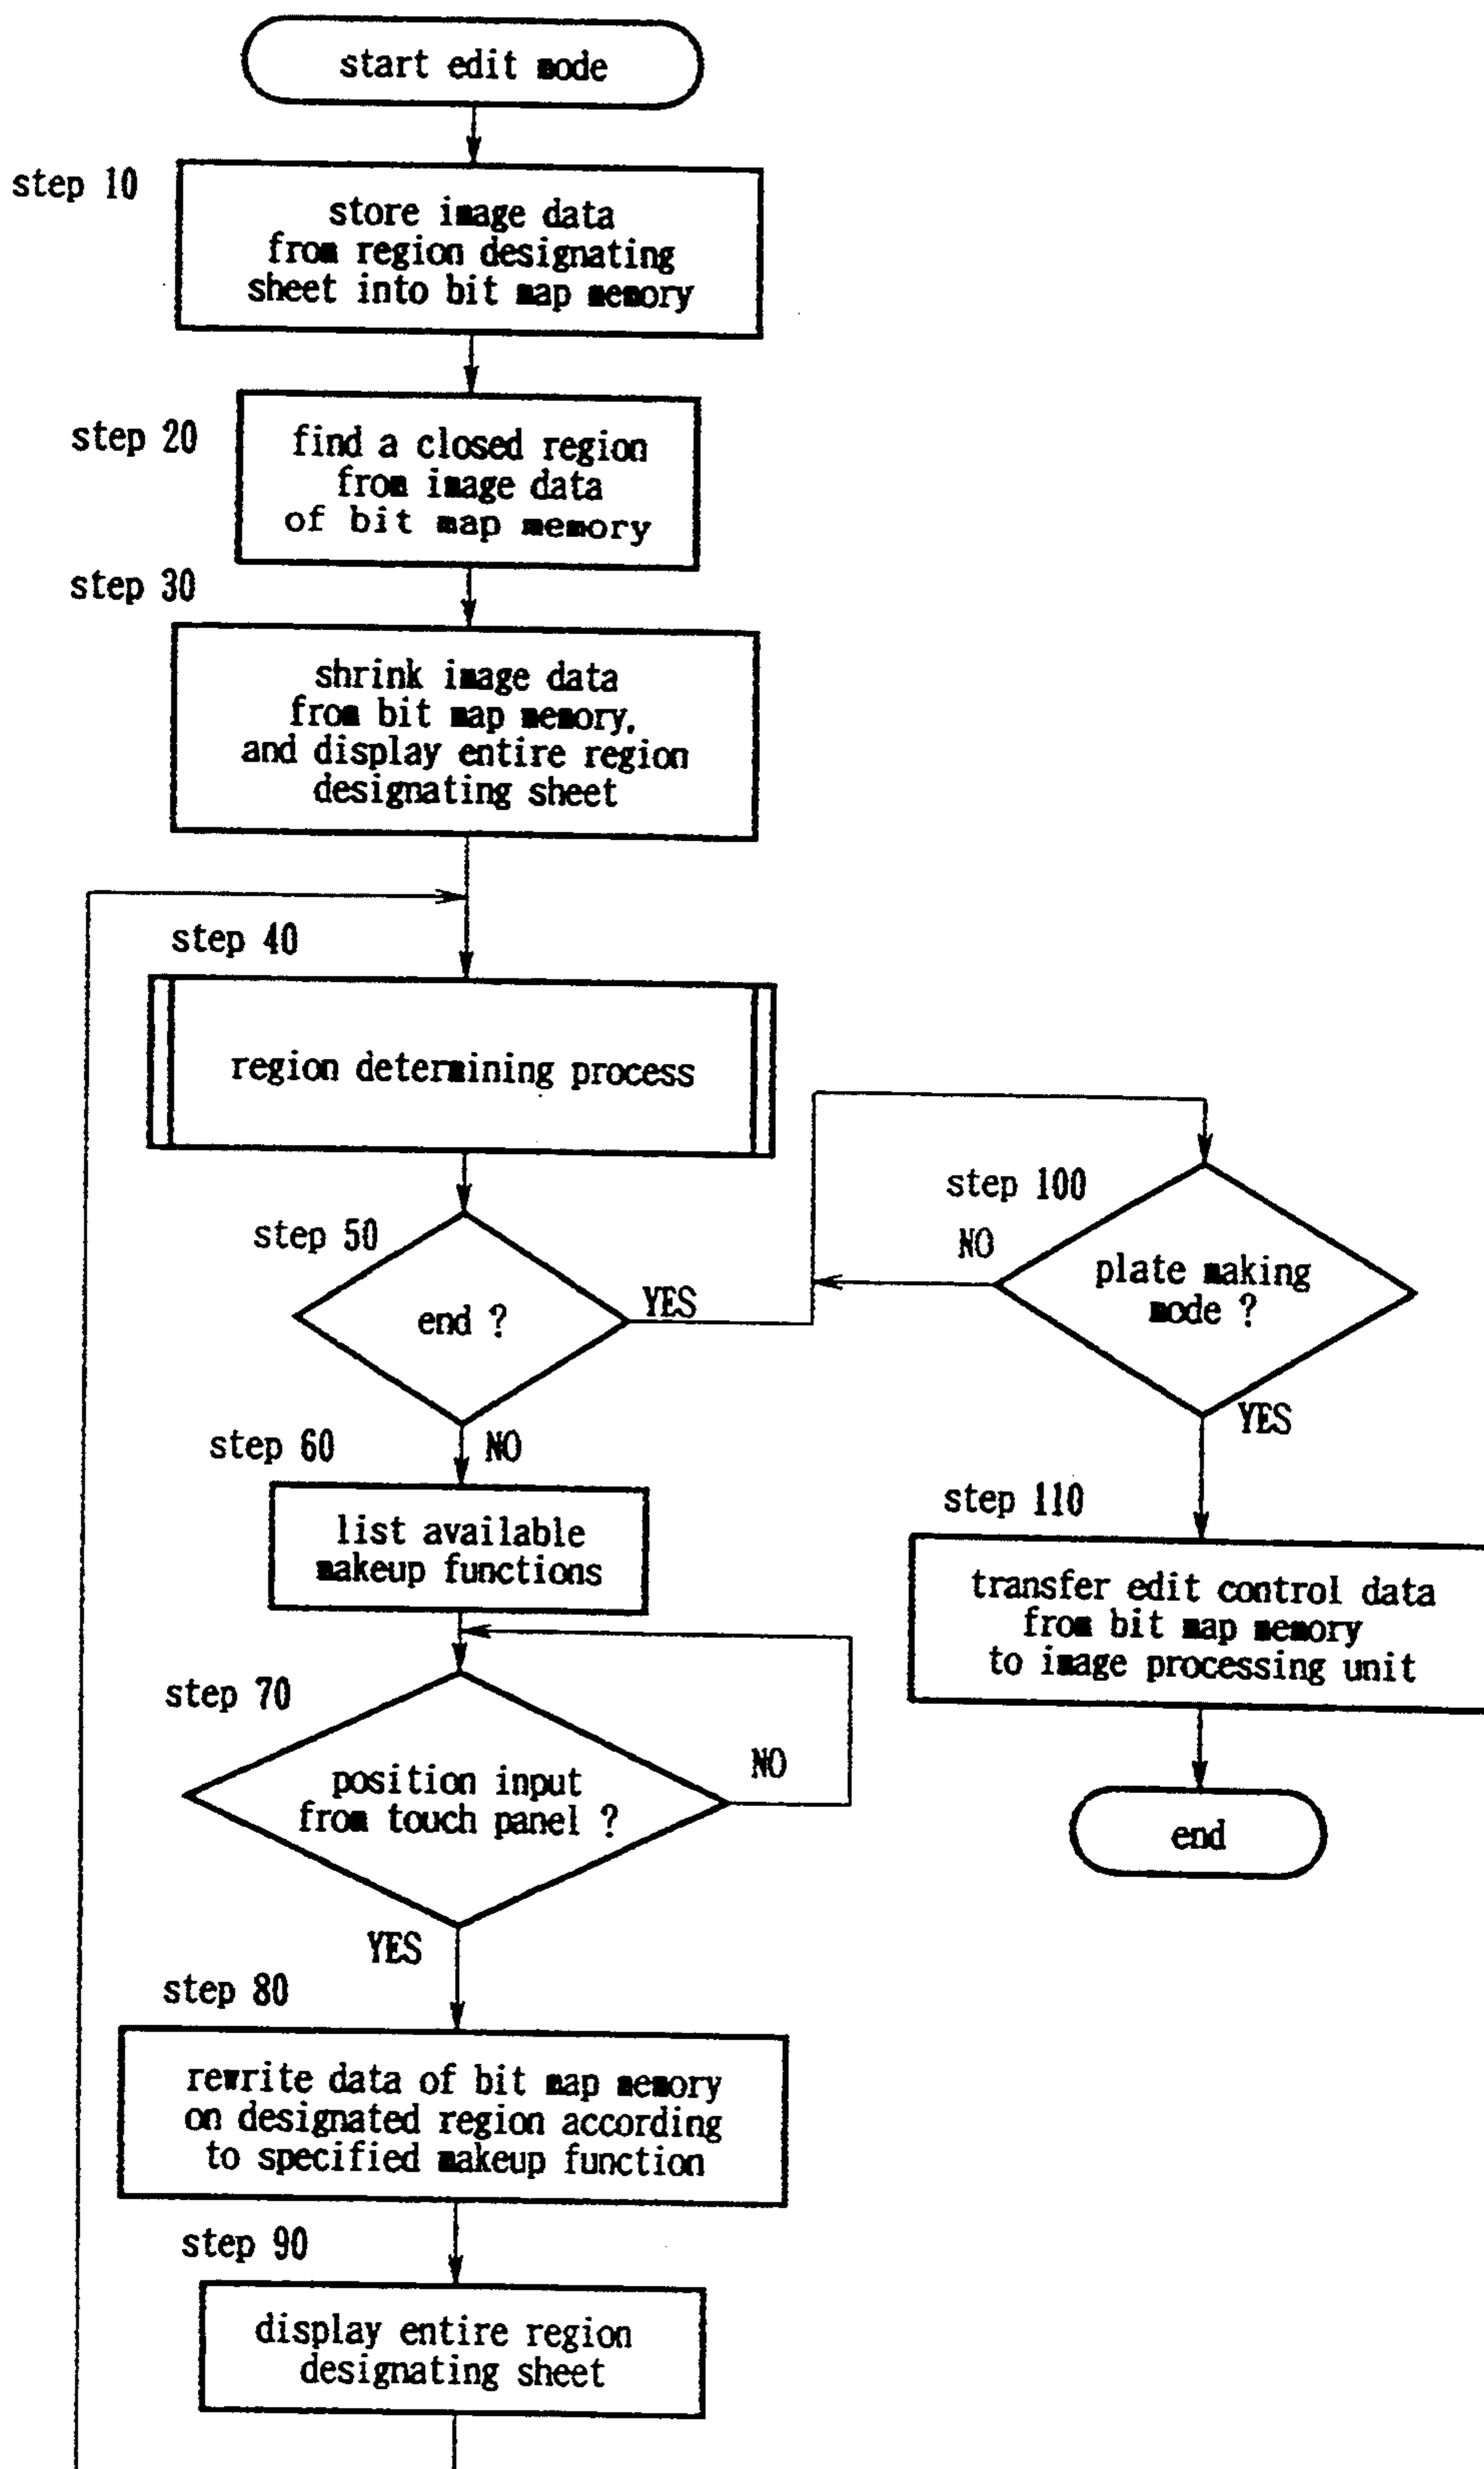 start edit mode
step 10
store image data
from region designating
sheet into bit map memory
step 20
find a closed region
from image data
of bit map memory
step 30
shrink image data
from bit map memory,
and display entire region
designating sheet
step 40
region determining process
step 50
end ?
YES
NO
step 60
list available
makeup functions
step 70
position input
from touch panel ?
NO
YES
step 80
rewrite data of bit map memory
on designated region according
to specified makeup function
step 90
display entire region
designating sheet
step 100
NO
plate making
mode ?
YES
step 110
transfer edit control data
from bit map memory
to image processing unit
end